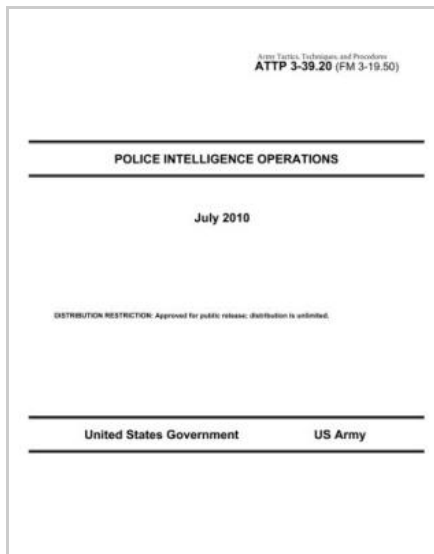 Army Tactics, Techniques, and Procedures
ATTP 3-39.20 (FM 3-19.50)
POLICE INTELLIGENCE OPERATIONS
July 2010
DISTRIBUTION RESTRICTION: Approved for public release; distribution is unlimited.
United States Government US Army